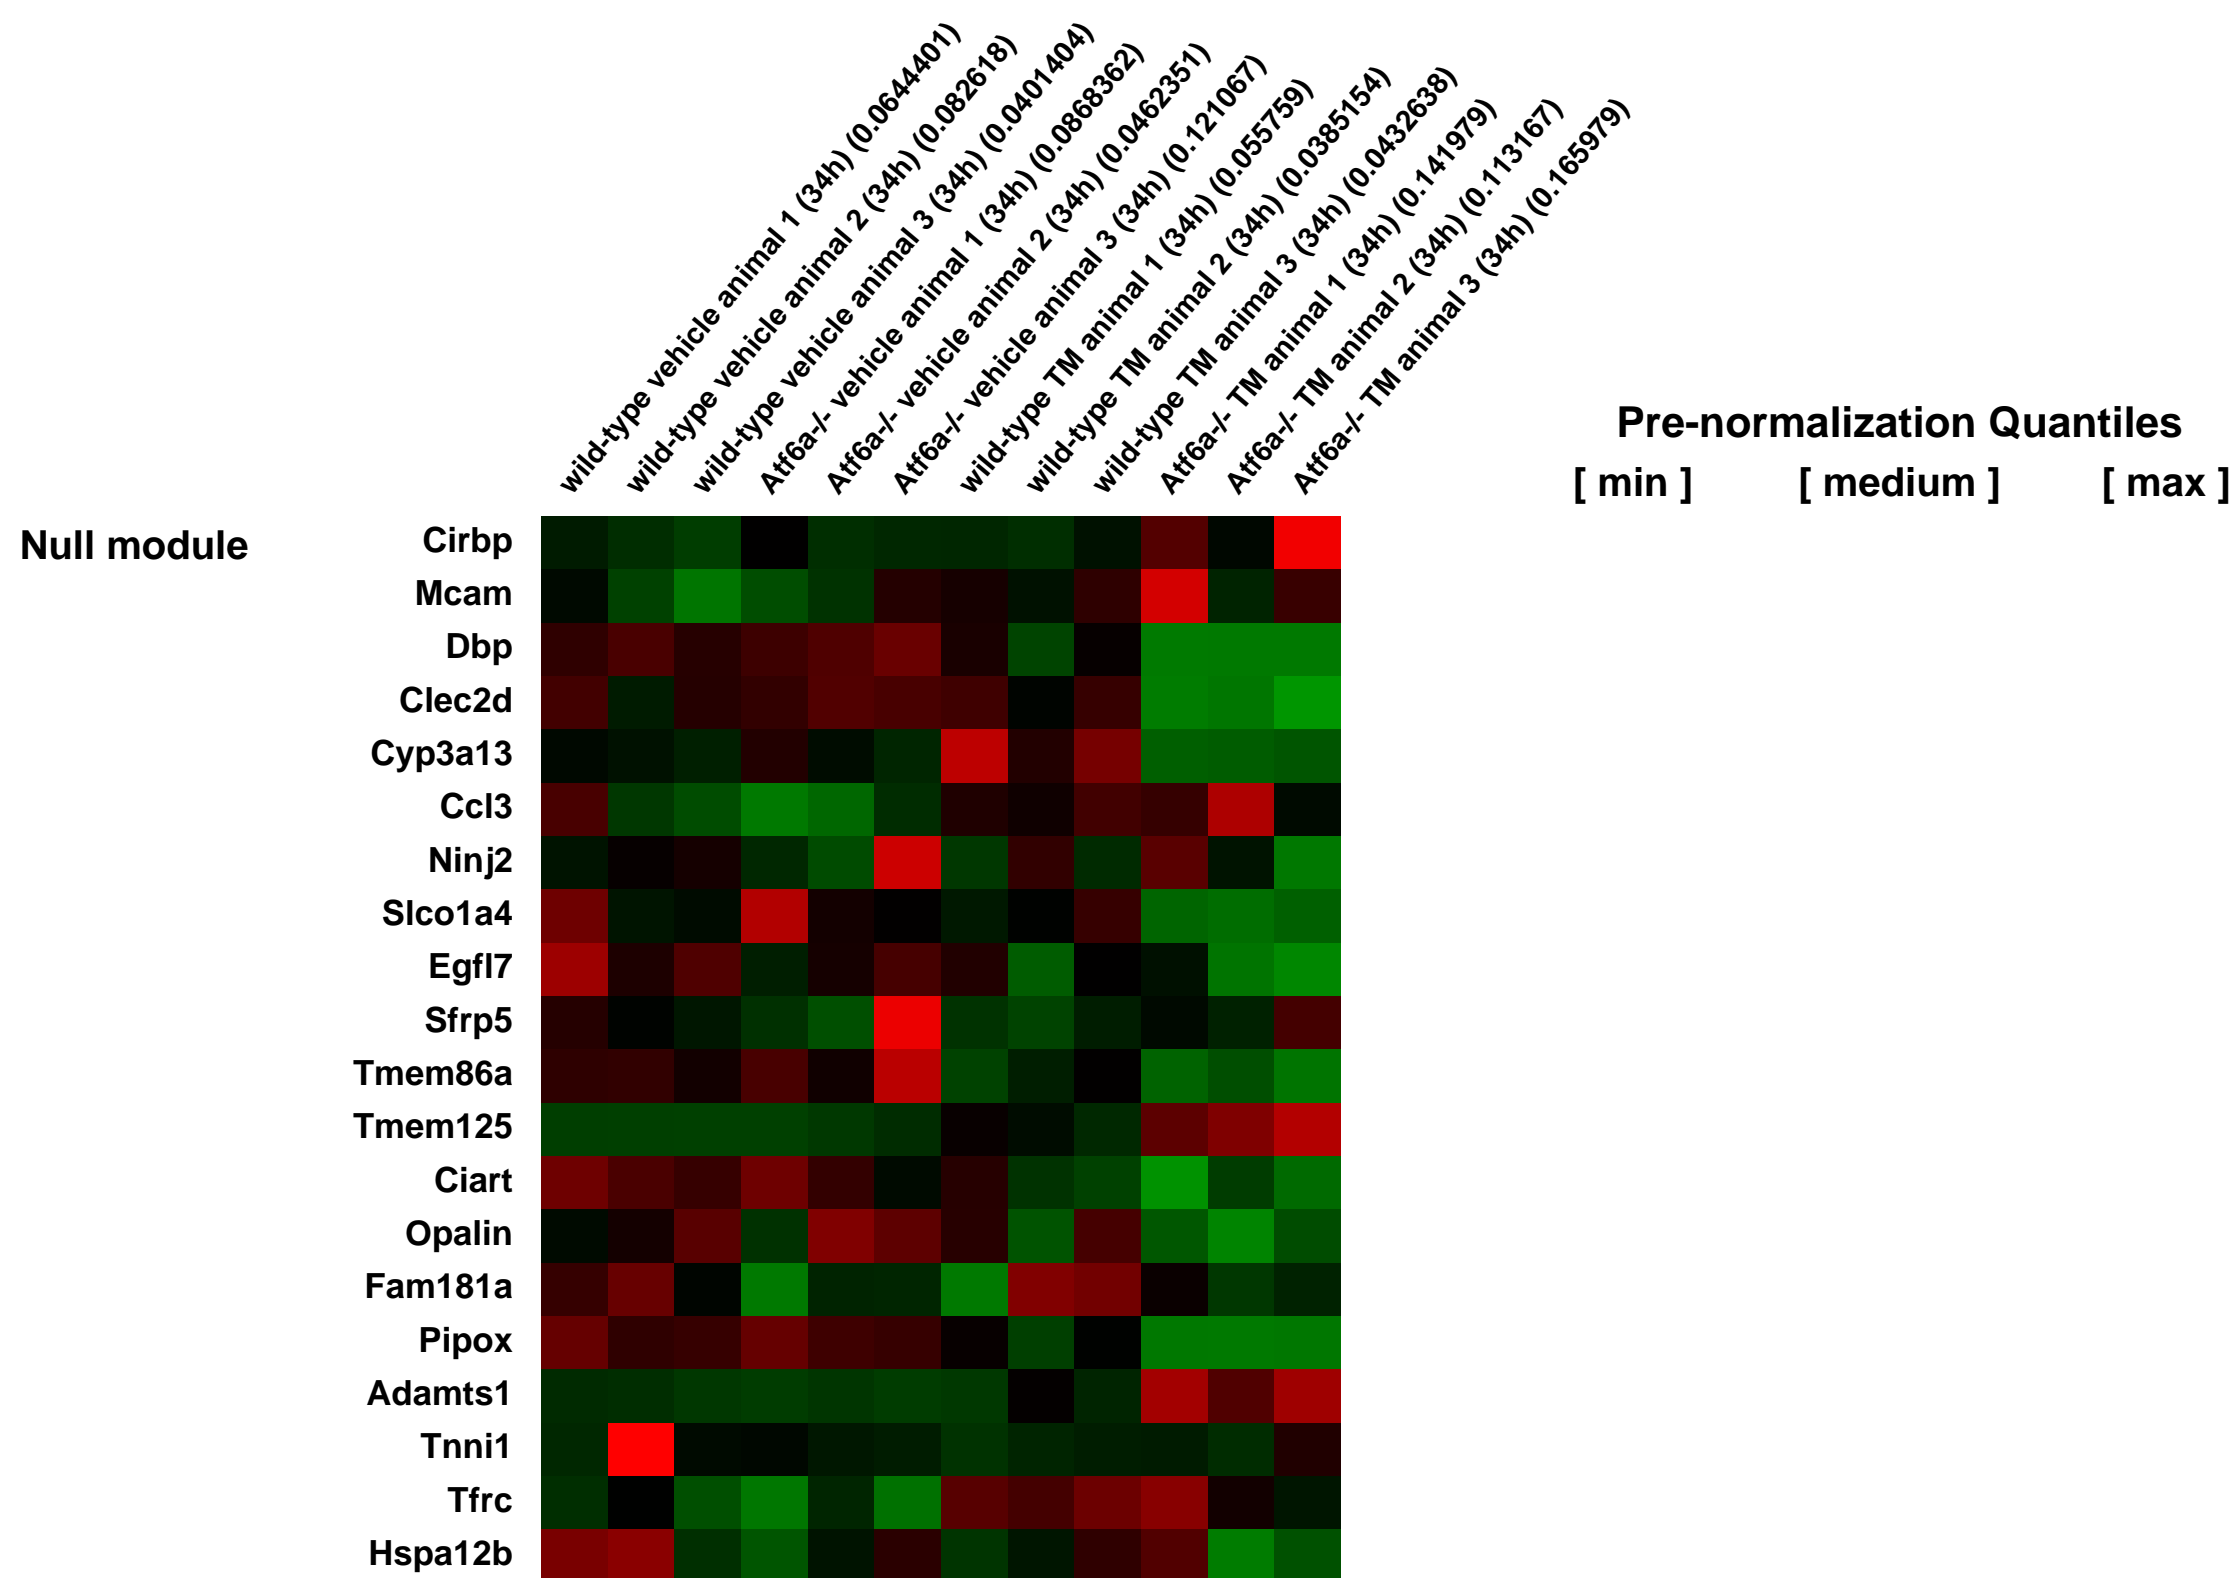 wild-type vehicle animal 1 (34h) (0.0644401)
wild-type vehicle animal 2 (34h) (0.082618)
wild-type vehicle animal 3 (34h) (0.0401404)
Atf6a-/- vehicle animal 1 (34h) (0.0868362)
Atf6a-/- vehicle animal 2 (34h) (0.0462351)
Atf6a-/- vehicle animal 3 (34h) (0.121067)
wild-type TM animal 1 (34h) (0.055759)
wild-type TM animal 2 (34h) (0.0385154)
wild-type TM animal 3 (34h) (0.0432638)
Atf6a-/- TM animal 1 (34h) (0.141979)
Atf6a-/- TM animal 2 (34h) (0.113167)
Atf6a-/- TM animal 3 (34h) (0.165979)
Pre-normalization Quantiles
[ min ] [ medium ] [ max ]
Null module
Cirbp
Mcam
Dbp
Clec2d
Cyp3a13
Ccl3
Ninj2
Slco1a4
Egfl7
Sfrp5
Tmem86a
Tmem125
Ciart
Opalin
Fam181a
Pipox
Adamts1
Tnni1
Tfrc
Hspa12b